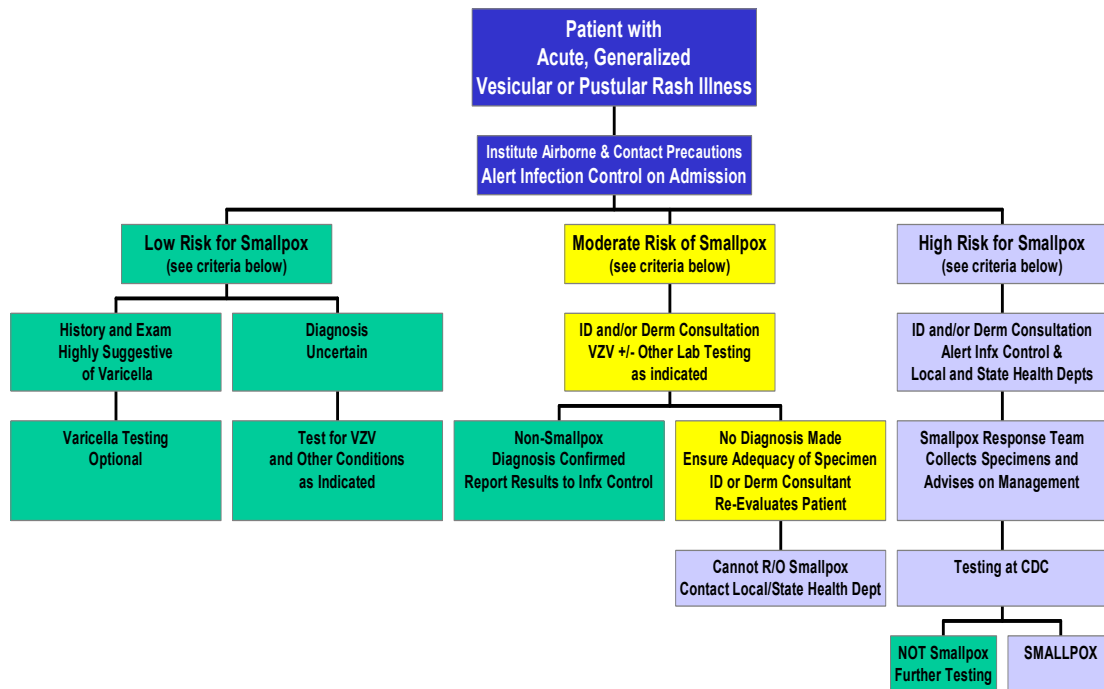 Patient with
Acute, Generalized
Vesicular or Pustular Rash Illness
Institute Airborne & Contact Precautions
Alert Infection Control on Admission
Low Risk for Smallpox
(see criteria below)
Moderate Risk of Smallpox
(see criteria below)
High Risk for Smallpox
(see criteria below)
History and Exam
Highly Suggestive
of Varicella
Diagnosis
Uncertain
ID and/or Derm Consultation
VZV +/- Other Lab Testing
as indicated
ID and/or Derm Consultation
Alert Infx Control &
Local and State Health Depts
Varicella Testing
Optional
Test for VZV
and Other Conditions
as Indicated
Non-Smallpox
Diagnosis Confirmed
Report Results to Infx Control
No Diagnosis Made
Ensure Adequacy of Specimen
ID or Derm Consultant
Re-Evaluates Patient
Smallpox Response Team
Collects Specimens and
Advises on Management
Cannot R/O Smallpox
Contact Local/State Health Dept
Testing at CDC
NOT Smallpox
Further Testing
SMALLPOX